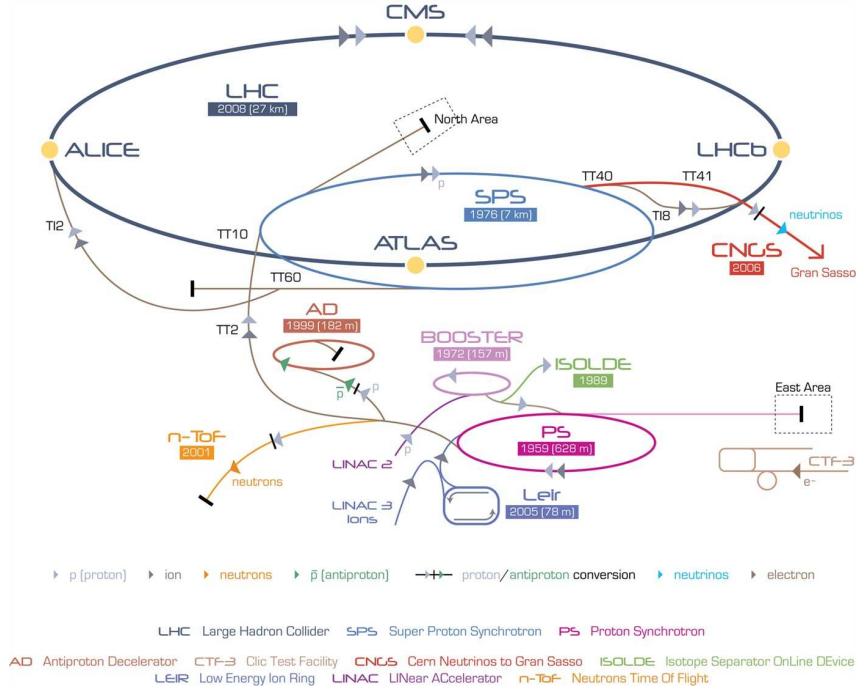 CMS
LHC
2008 (27 km)
North Area
ALICE
LHCb
TT40
TT41
p
SPS
1976 (7 km)
TI8
neutrinos
TI2
TT10
ATLAS
CNGS
2006
Gran Sasso
TT60
AD
1999 (182 m)
TT2
BOOSTER
1972 (157 m)
ISOLDE
1989
p̅
p
East Area
n-ToF
2001
p
PS
1959 (628 m)
LINAC 2
neutrons
CTF3
e-
LINAC 3
Ions
Leir
2005 (78 m)
p (proton)
ion
neutrons
p̅ (antiproton)
proton/antiproton conversion
neutrinos
electron
LHC Large Hadron Collider SPS Super Proton Synchrotron PS Proton Synchrotron
AD Antiproton Decelerator CTF-3 Clic Test Facility CNGS Cern Neutrinos to Gran Sasso ISOLDE Isotope Separator OnLine DEvice
LEIR Low Energy Ion Ring LINAC LINear ACcelerator n-ToF Neutrons Time Of Flight